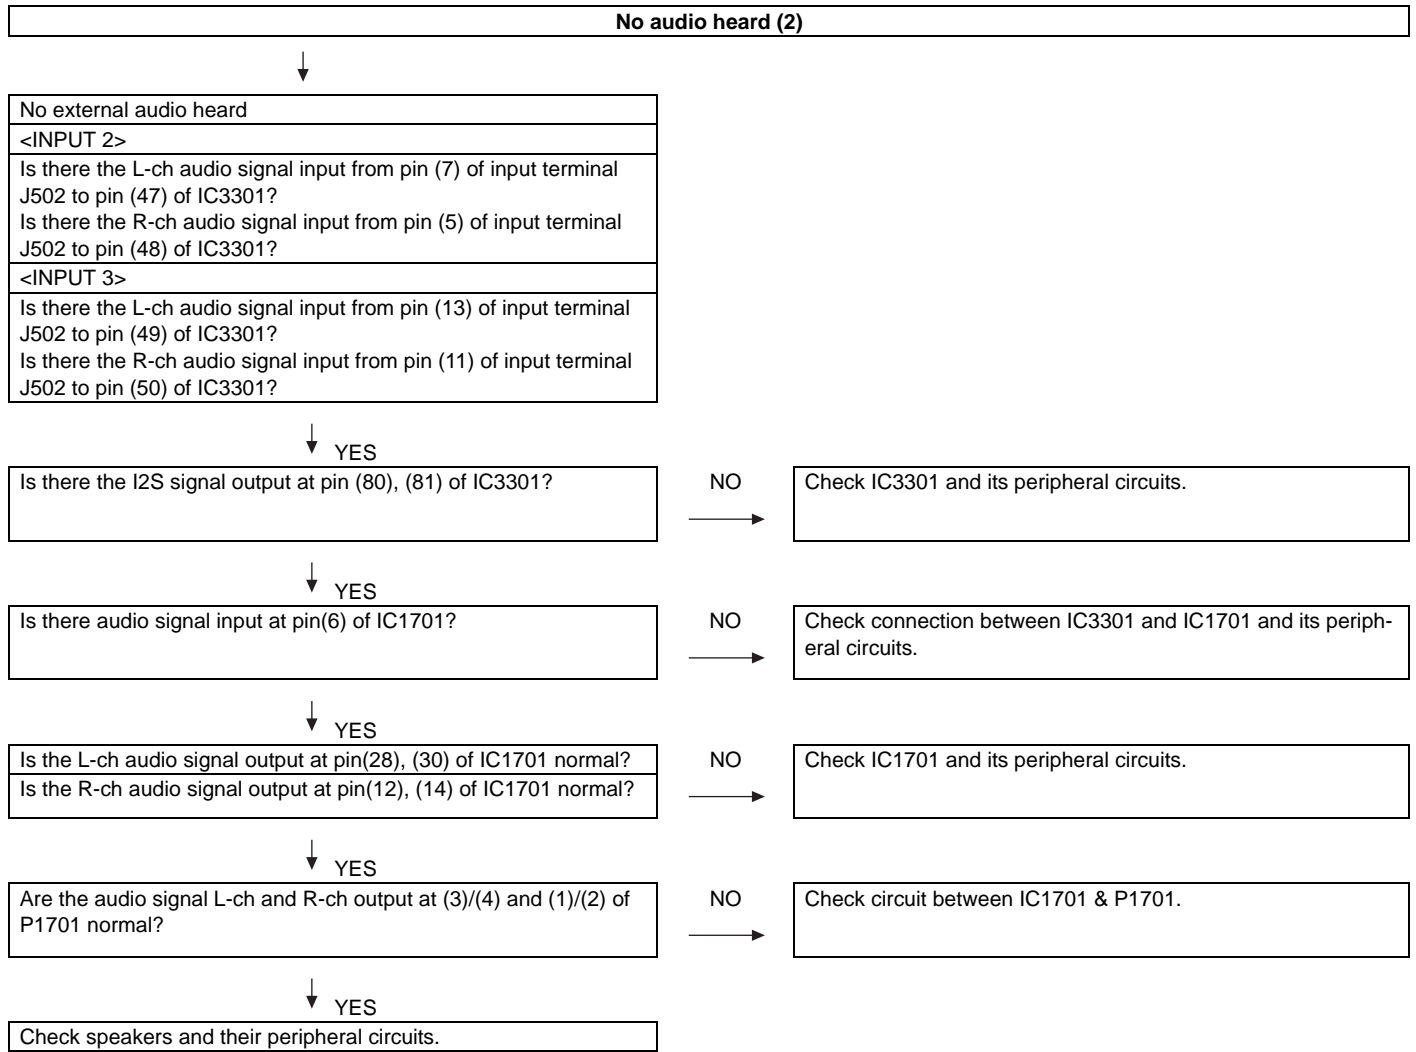 No audio heard (2)
No external audio heard
<INPUT 2>
Is there the L-ch audio signal input from pin (7) of input terminal
J502 to pin (47) of IC3301?
Is there the R-ch audio signal input from pin (5) of input terminal
J502 to pin (48) of IC3301?
<INPUT 3>
Is there the L-ch audio signal input from pin (13) of input terminal
J502 to pin (49) of IC3301?
Is there the R-ch audio signal input from pin (11) of input terminal
J502 to pin (50) of IC3301?
YES
Is there the I2S signal output at pin (80), (81) of IC3301?
NO
Check IC3301 and its peripheral circuits.
YES
Is there audio signal input at pin(6) of IC1701?
NO
Check connection between IC3301 and IC1701 and its periph-
eral circuits.
YES
Is the L-ch audio signal output at pin(28), (30) of IC1701 normal?
Is the R-ch audio signal output at pin(12), (14) of IC1701 normal?
NO
Check IC1701 and its peripheral circuits.
YES
Are the audio signal L-ch and R-ch output at (3)/(4) and (1)/(2) of
P1701 normal?
NO
Check circuit between IC1701 & P1701.
YES
Check speakers and their peripheral circuits.